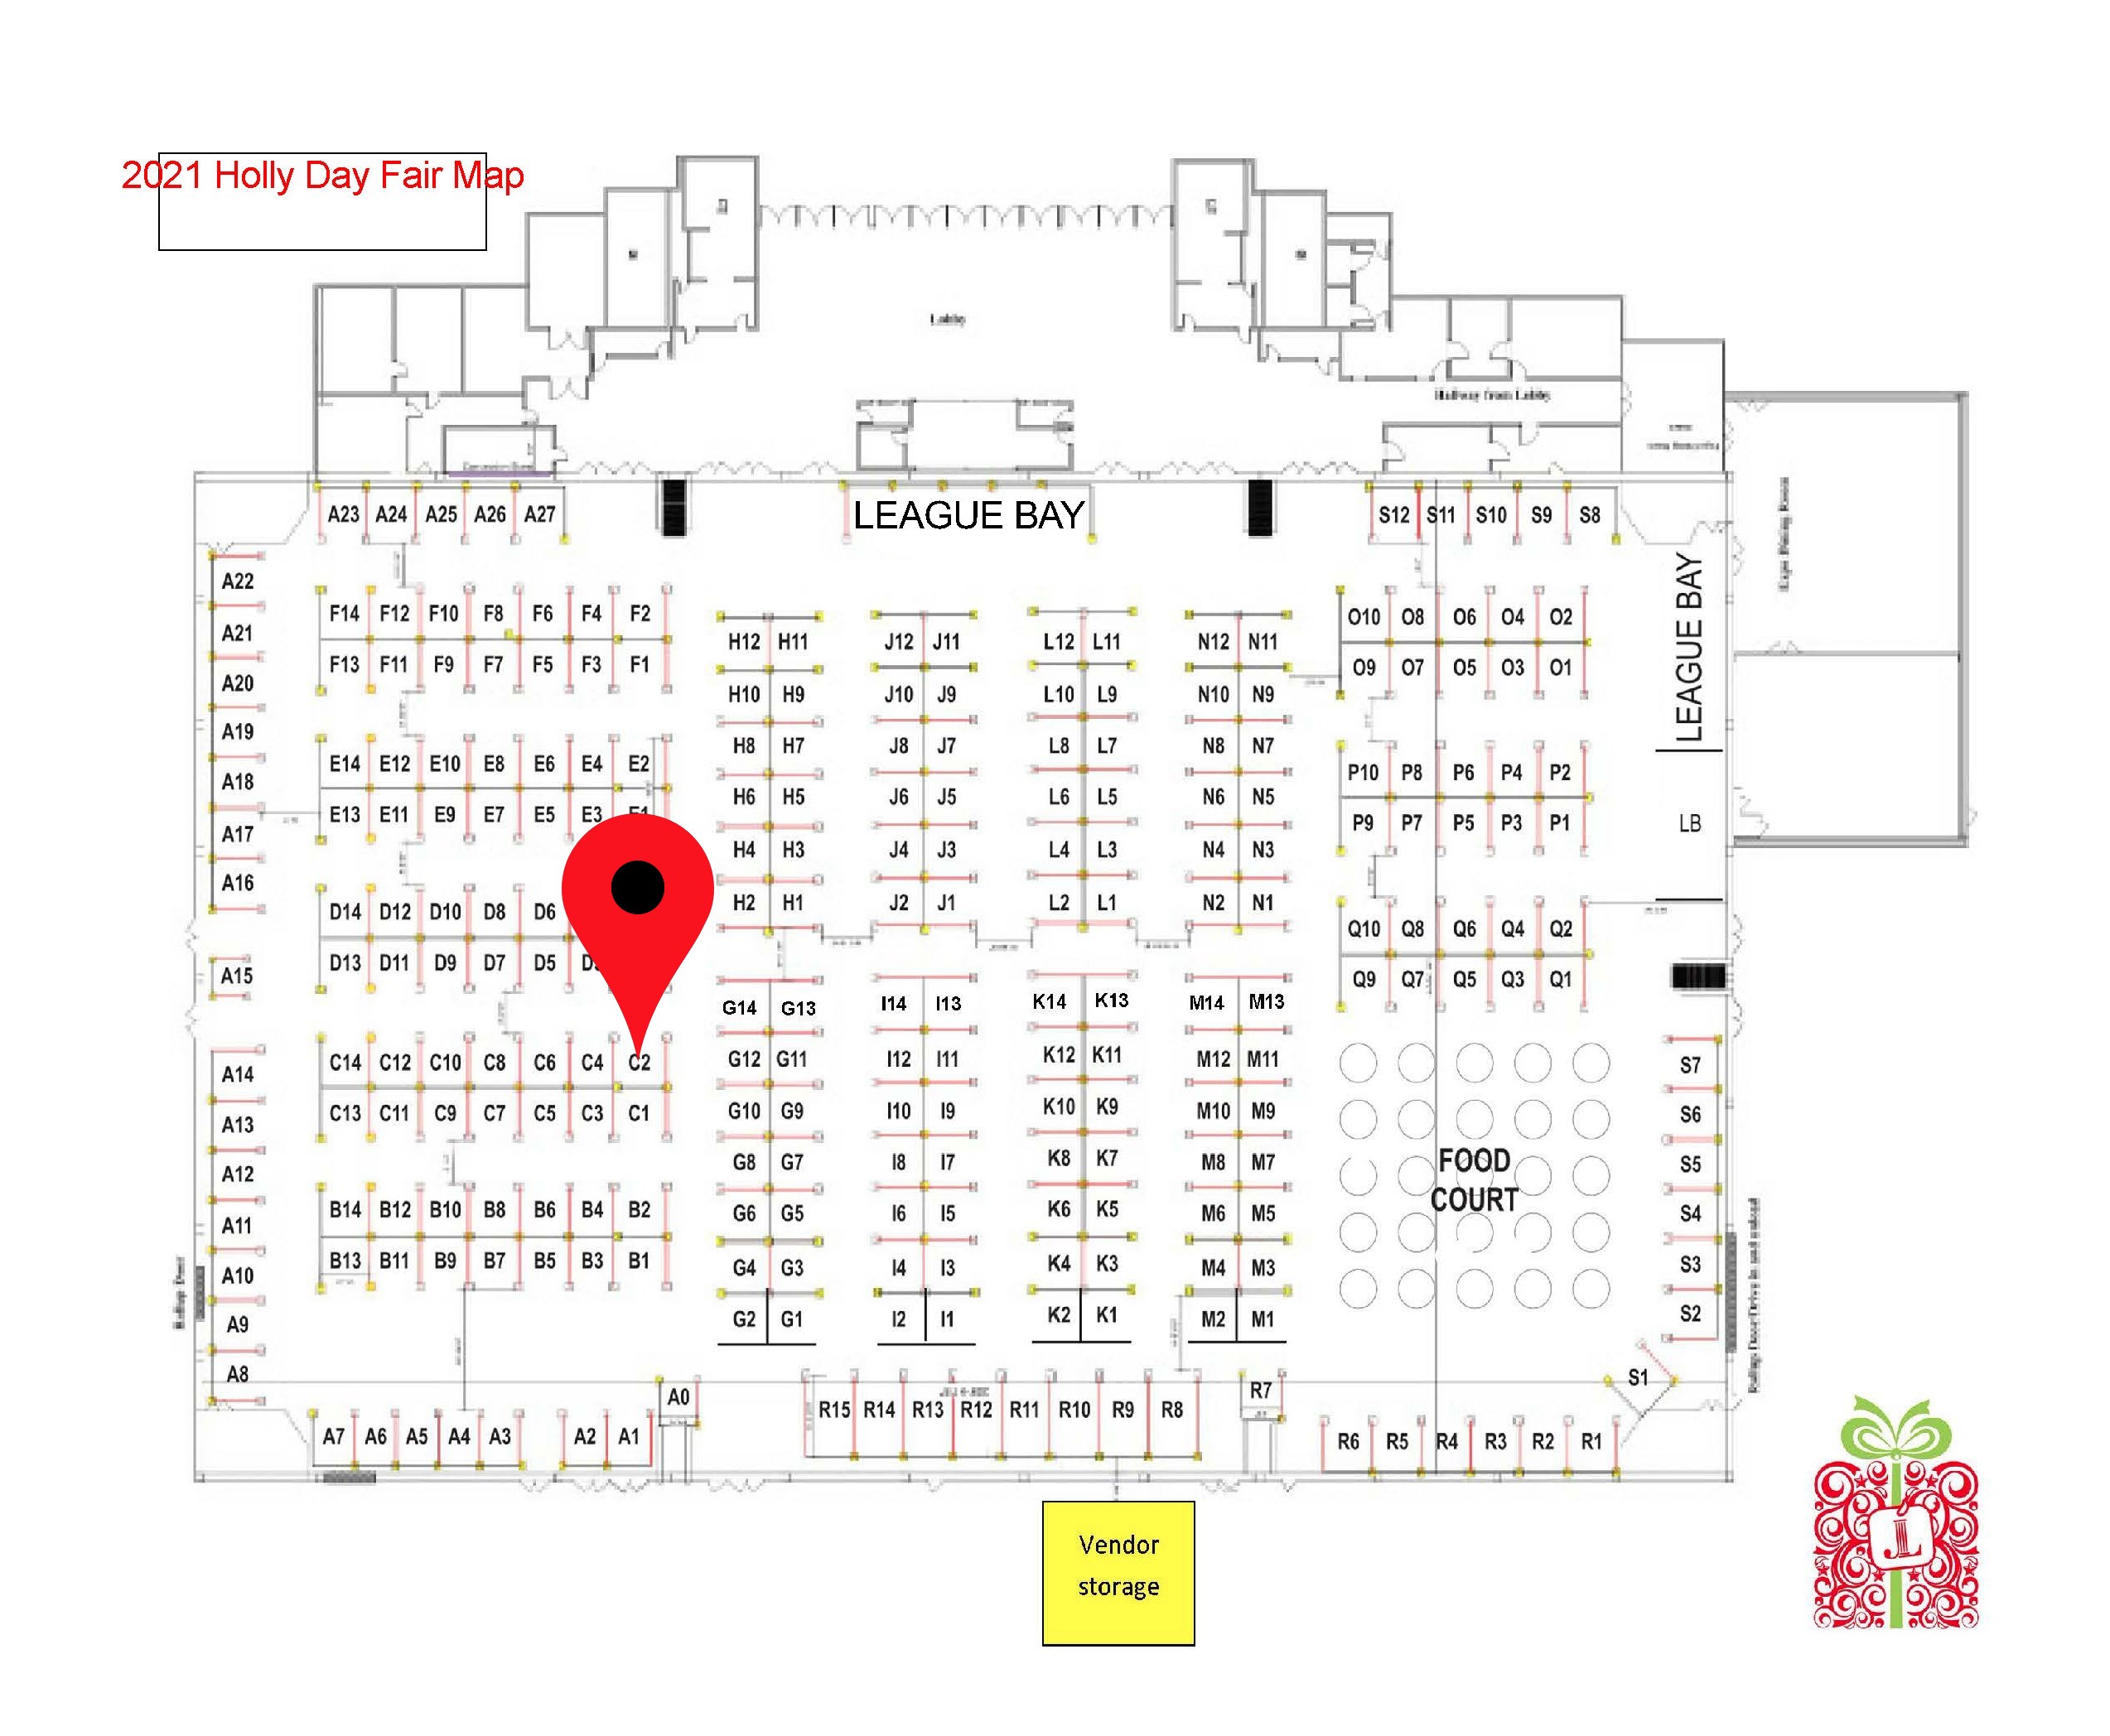 2021 Holly Day Fair Map
Lobby
Hallway from Lobby
LEAGUE BAY
A23 A24 A25 A26 A27
S12 S11 S10 S9 S8
A22
A21
A20
A19
A18
A17
A16
A15
A14
A13
A12
A11
A10
A9
A8
F14 F12 F10 F8 F6 F4 F2
F13 F11 F9 F7 F5 F3 F1
E14 E12 E10 E8 E6 E4 E2
E13 E11 E9 E7 E5 E3 E1
D14 D12 D10 D8 D6
D13 D11 D9 D7 D5
C14 C12 C10 C8 C6 C4 C2
C13 C11 C9 C7 C5 C3 C1
B14 B12 B10 B8 B6 B4 B2
B13 B11 B9 B7 B5 B3 B1
H12 H11
H10 H9
H8 H7
H6 H5
H4 H3
H2 H1
G14 G13
G12 G11
G10 G9
G8 G7
G6 G5
G4 G3
G2 G1
J12 J11
J10 J9
J8 J7
J6 J5
J4 J3
J2 J1
I14 I13
I12 I11
I10 I9
I8 I7
I6 I5
I4 I3
I2 I1
L12 L11
L10 L9
L8 L7
L6 L5
L4 L3
L2 L1
K14 K13
K12 K11
K10 K9
K8 K7
K6 K5
K4 K3
K2 K1
N12 N11
N10 N9
N8 N7
N6 N5
N4 N3
N2 N1
M14 M13
M12 M11
M10 M9
M8 M7
M6 M5
M4 M3
M2 M1
O10 O8 O6 O4 O2
O9 O7 O5 O3 O1
P10 P8 P6 P4 P2
P9 P7 P5 P3 P1
Q10 Q8 Q6 Q4 Q2
Q9 Q7 Q5 Q3 Q1
LEAGUE BAY
LB
FOOD
COURT
S7
S6
S5
S4
S3
S2
S1
A7 A6 A5 A4 A3 A2 A1
A0
R15 R14 R13 R12 R11 R10 R9 R8
R7
R6 R5 R4 R3 R2 R1
Vendor
storage
JL